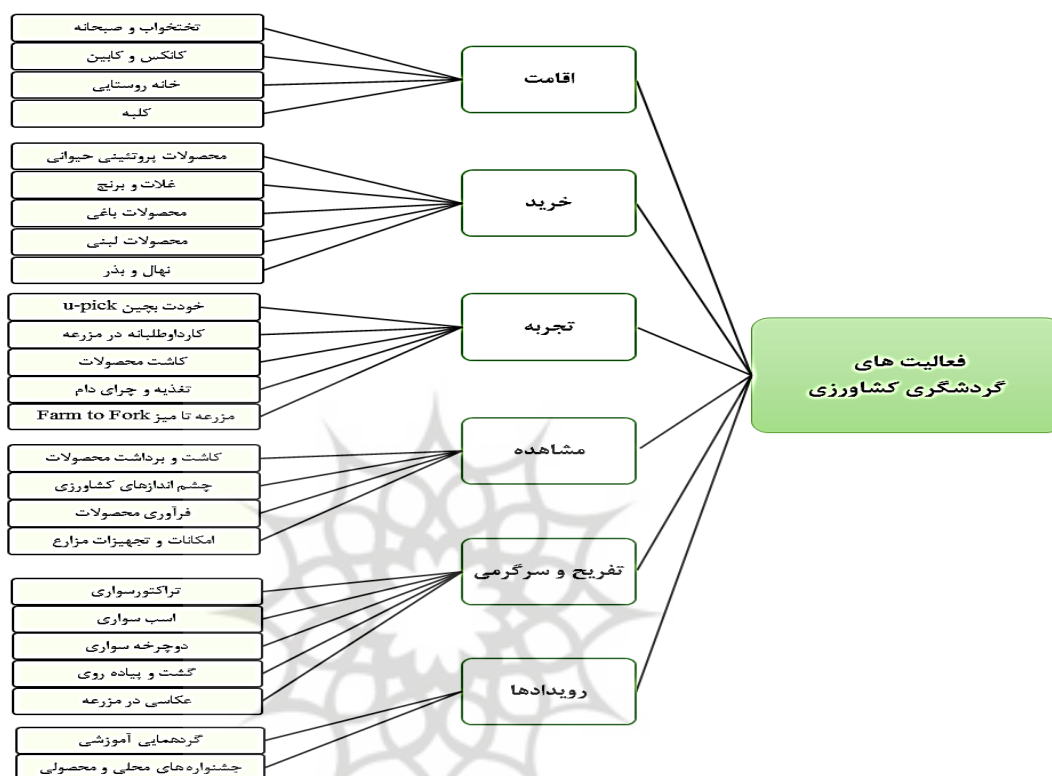 فعالیت های
گردشگری کشاورزی
اقامت
تختخواب و صبحانه
کانکس و کابین
خانه روستایی
کلبه
خرید
محصولات پروتئینی حیوانی
غلات و برنج
محصولات باغی
محصولات لبنی
نهال و بذر
تجربه
خودت بچین u-pick
کارداوطلبانه در مزرعه
کاشت محصولات
تغذیه و چرای دام
مزرعه تا میز Farm to Fork
مشاهده
کاشت و برداشت محصولات
چشم اندازهای کشاورزی
فرآوری محصولات
امکانات و تجهیزات مزارع
تفریح و سرگرمی
تراکتورسواری
اسب سواری
دوچرخه سواری
گشت و پیاده روی
عکاسی در مزرعه
رویدادها
گردهمایی آموزشی
جشنواره‌های محلی و محصولی